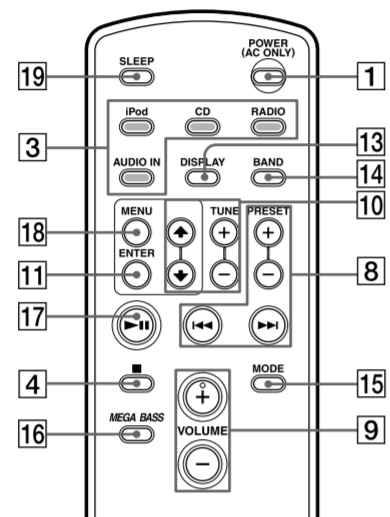 POWER
(AC ONLY)
SLEEP
19
1
iPod
CD
RADIO
3
13
AUDIO IN
DISPLAY
BAND
14
MENU
TUNE
PRESET
10
18
ENTER
11
8
17
4
MODE
15
MEGA BASS
16
VOLUME
9